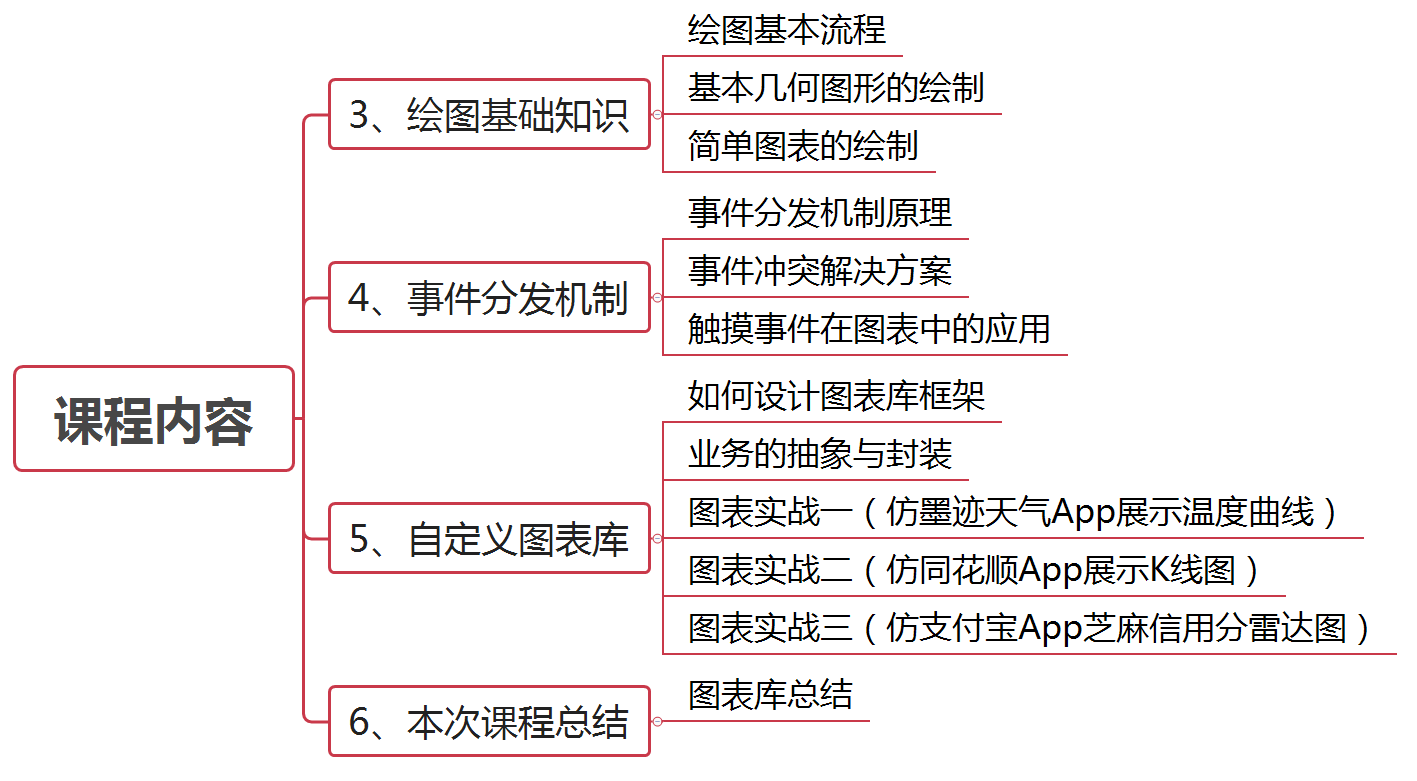 课程内容
3、绘图基础知识
绘图基本流程
基本几何图形的绘制
简单图表的绘制
4、事件分发机制
事件分发机制原理
事件冲突解决方案
触摸事件在图表中的应用
5、自定义图表库
如何设计图表库框架
业务的抽象与封装
图表实战一（仿墨迹天气App展示温度曲线）
图表实战二（仿同花顺App展示K线图）
图表实战三（仿支付宝App芝麻信用分雷达图）
6、本次课程总结
图表库总结